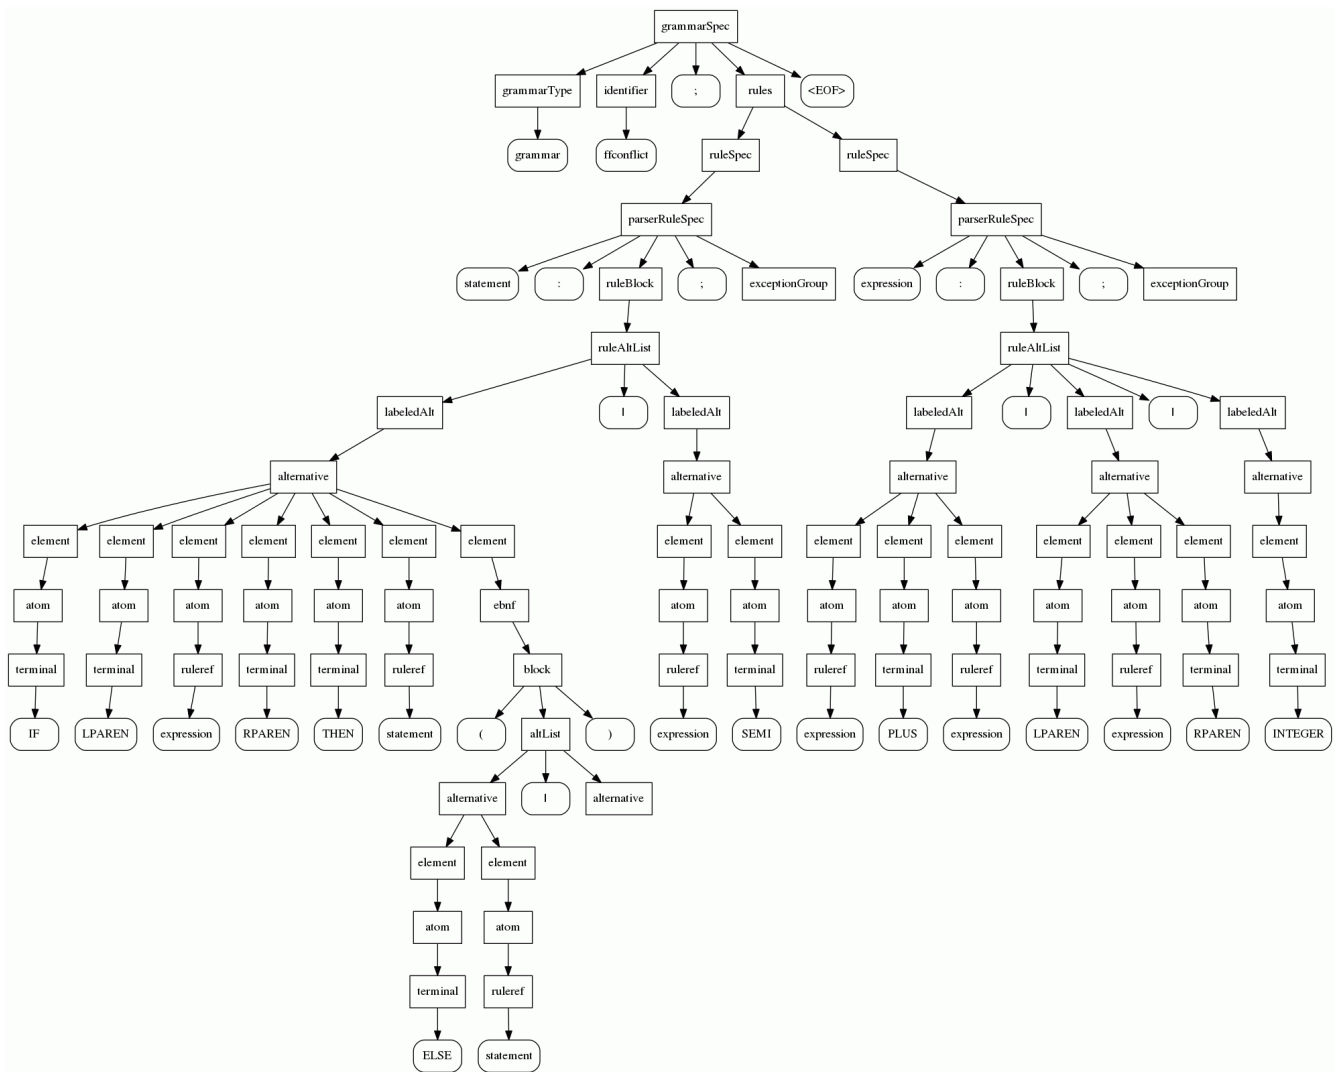 grammarSpec
grammarType identifier ; rules <EOF>
grammar ffconflict ruleSpec ruleSpec
parserRuleSpec parserRuleSpec
statement : ruleBlock ; exceptionGroup expression : ruleBlock ; exceptionGroup
ruleAltList ruleAltList
labeledAlt | labeledAlt labeledAlt | labeledAlt | labeledAlt
alternative alternative alternative alternative alternative
element element element element element element element element element element element element element element element element
atom atom atom atom atom atom ebnf atom atom atom atom atom atom atom atom atom
terminal terminal ruleref terminal terminal ruleref block ruleref terminal ruleref terminal ruleref terminal ruleref terminal terminal
IF LPAREN expression RPAREN THEN statement ( altList ) expression SEMI expression PLUS expression LPAREN expression RPAREN INTEGER
alternative | alternative
element element
atom atom
terminal ruleref
ELSE statement